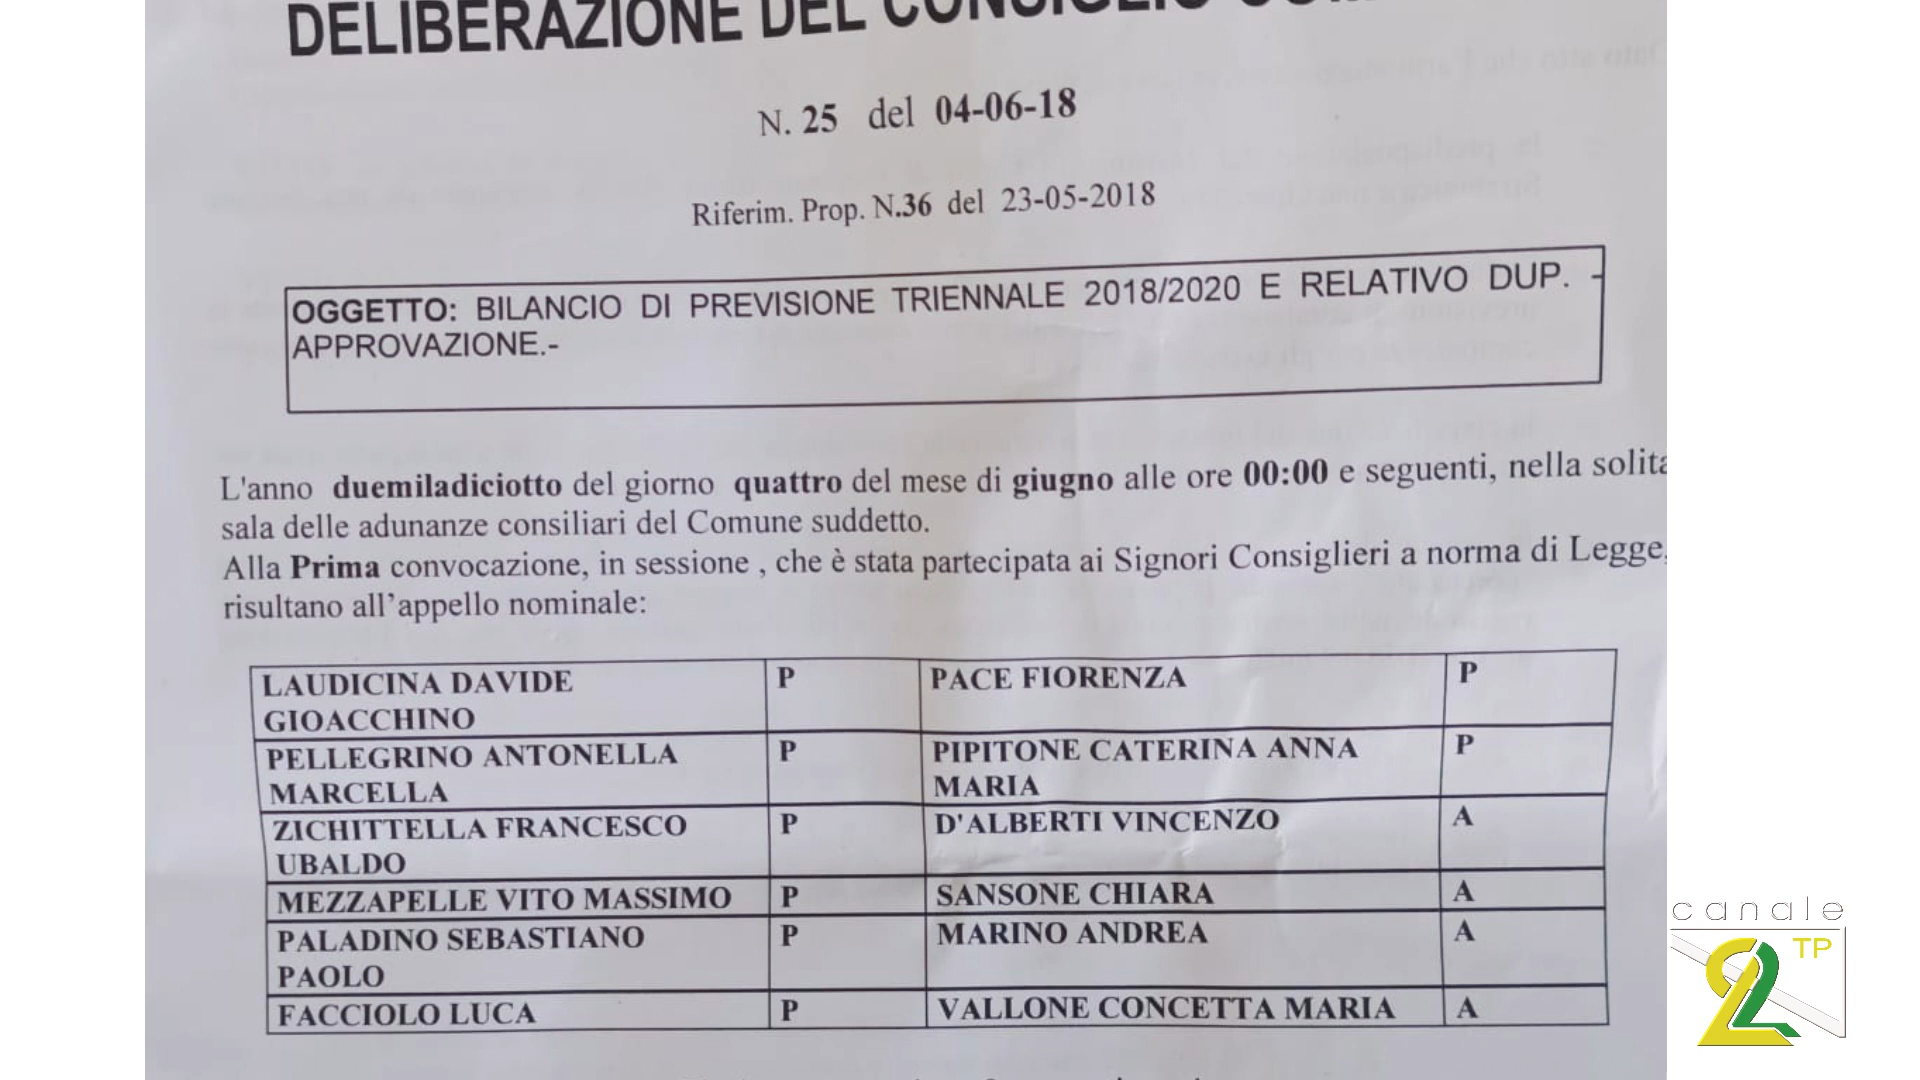 DELIBERAZIONE DEL CONSIGLIO
N. 25 del 04-06-18
Riferim. Prop. N.36 del 23-05-2018
OGGETTO: BILANCIO DI PREVISIONE TRIENNALE 2018/2020 E RELATIVO DUP. -
APPROVAZIONE.-
L'anno duemiladiciotto del giorno quattro del mese di giugno alle ore 00:00 e seguenti, nella solita
sala delle adunanze consiliari del Comune suddetto.
Alla Prima convocazione, in sessione , che è stata partecipata ai Signori Consiglieri a norma di Legge,
risultano all'appello nominale:
LAUDICINA DAVIDE GIOACCHINO P PACE FIORENZA P
PELLEGRINO ANTONELLA MARCELLA P PIPITONE CATERINA ANNA MARIA P
ZICHITTELLA FRANCESCO UBALDO P D'ALBERTI VINCENZO A
MEZZAPELLE VITO MASSIMO P SANSONE CHIARA A
PALADINO SEBASTIANO PAOLO P MARINO ANDREA A
FACCIOLO LUCA P VALLONE CONCETTA MARIA A
canale
2 TP